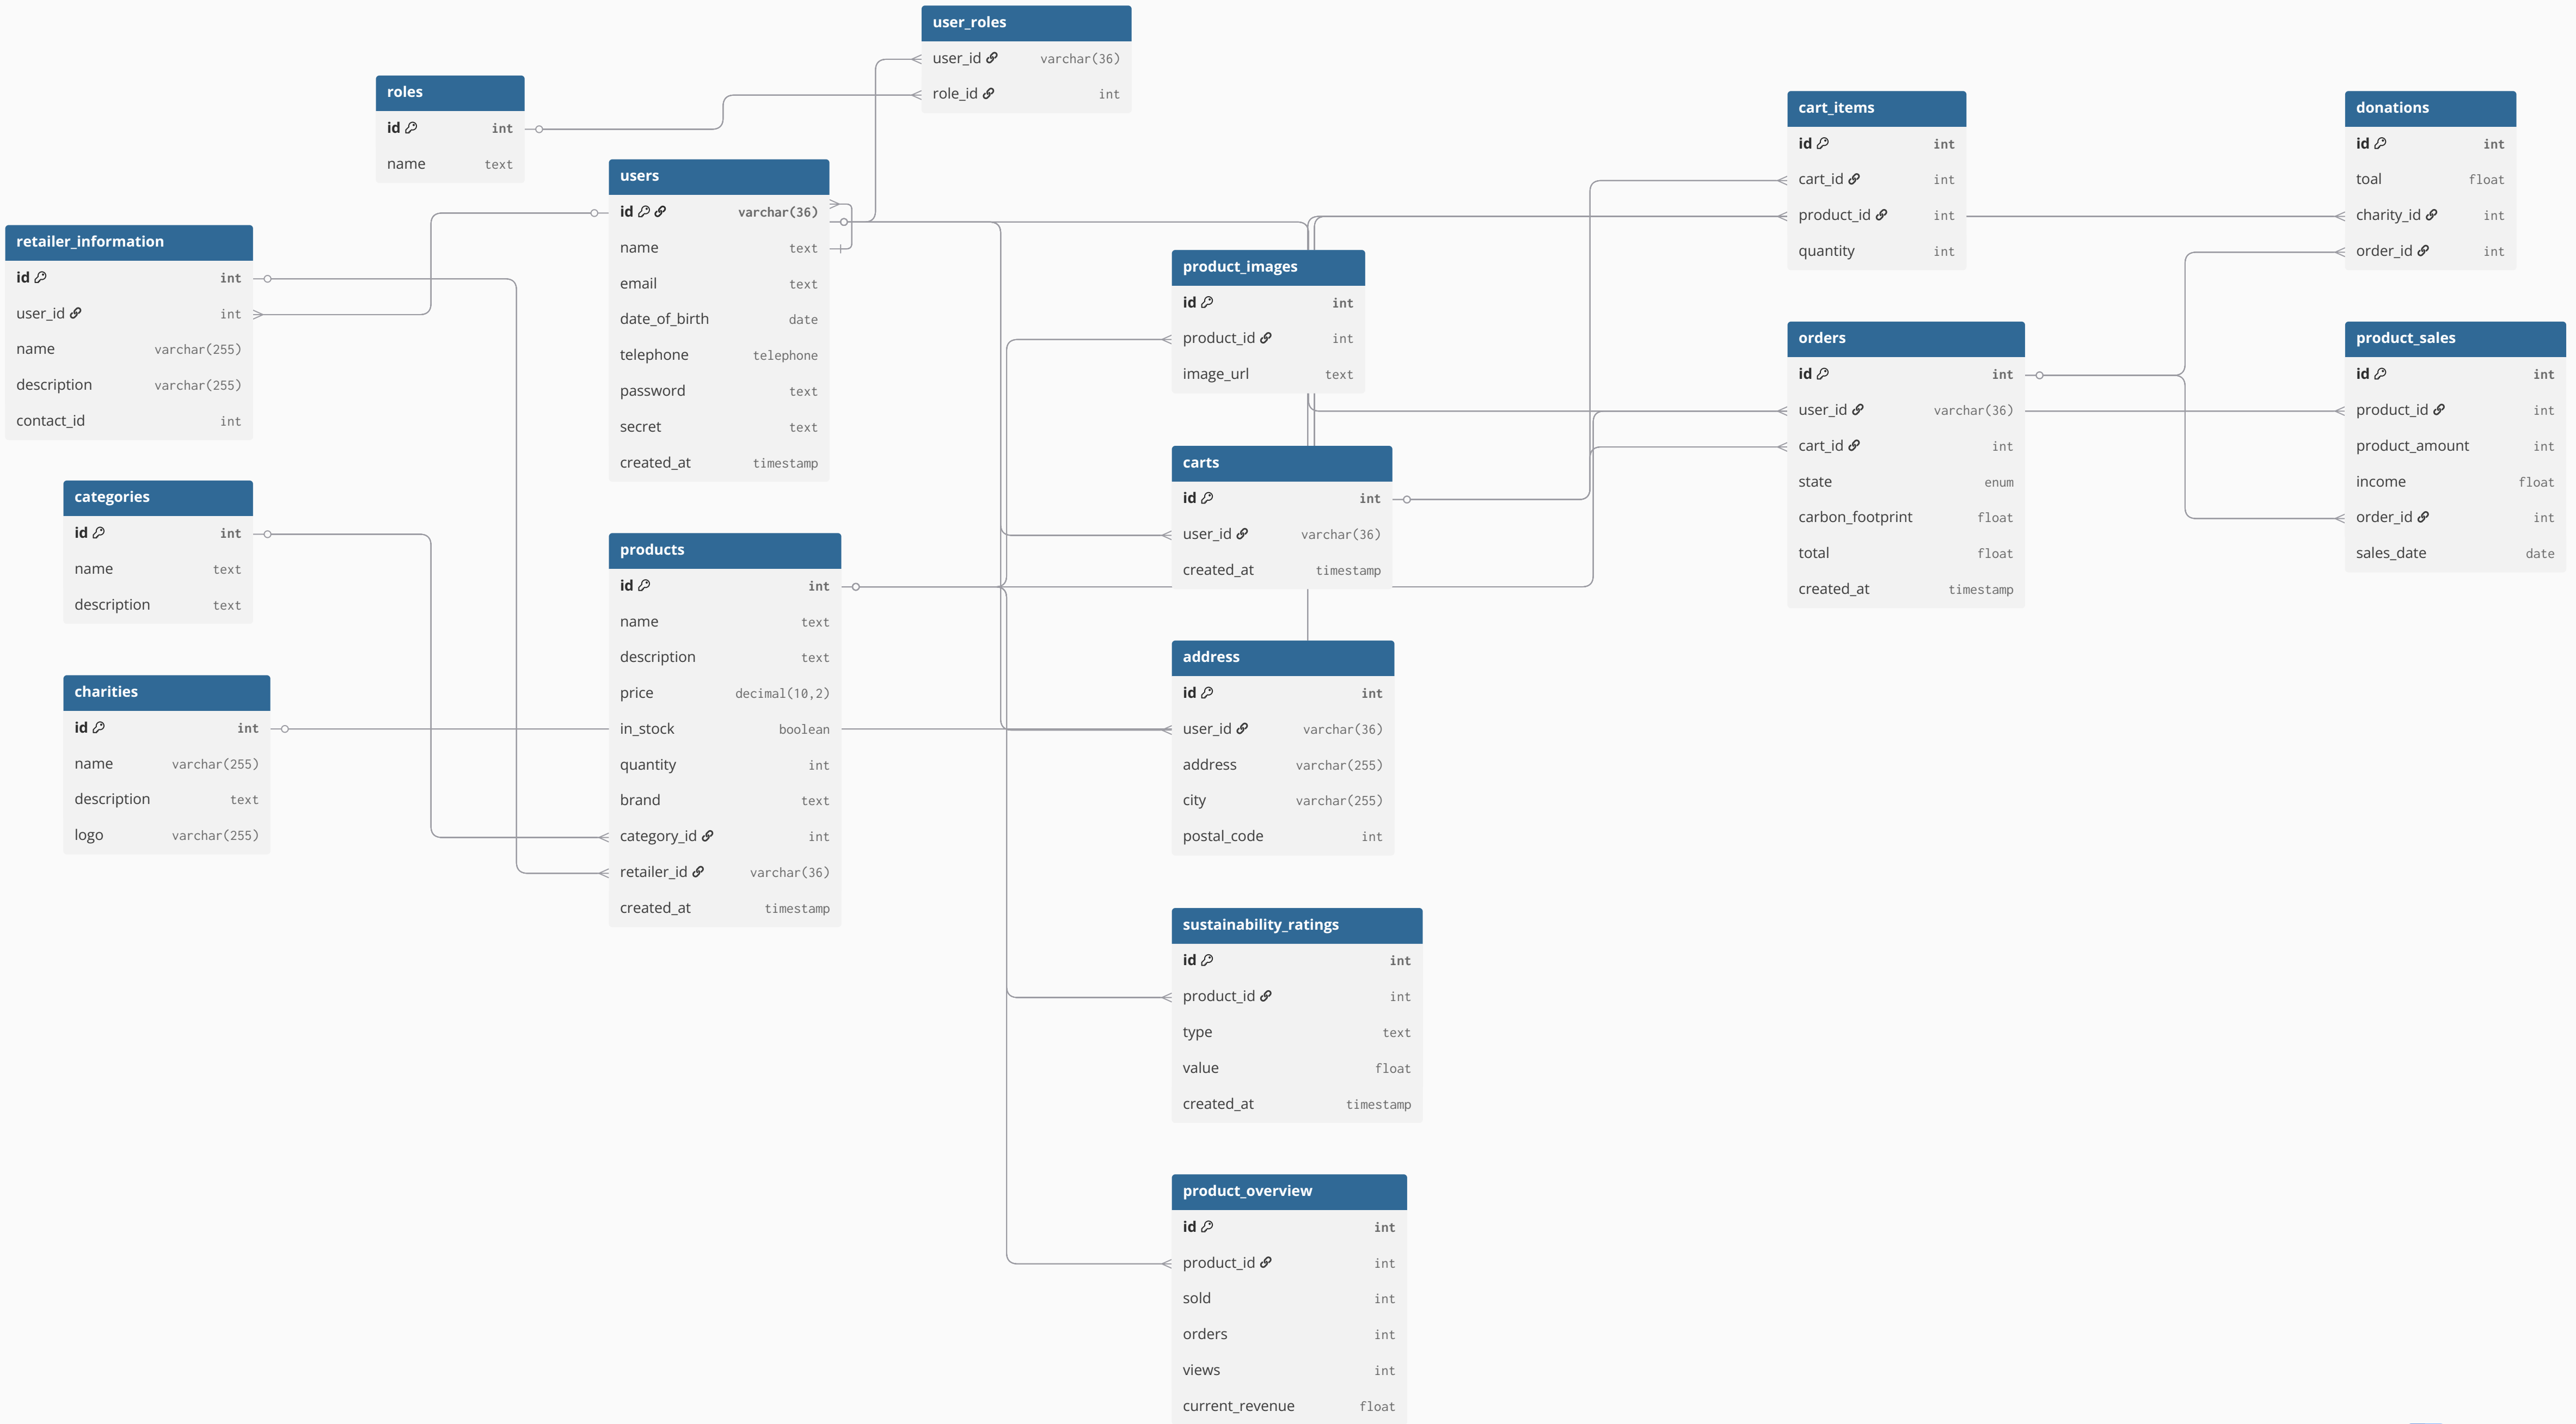 user_roles
user_id varchar(36)
role_id int
roles
id int
name text
users
id varchar(36)
name text
email text
date_of_birth date
telephone telephone
password text
secret text
created_at timestamp
retailer_information
id int
user_id int
name varchar(255)
description varchar(255)
contact_id int
categories
id int
name text
description text
charities
id int
name varchar(255)
description text
logo varchar(255)
products
id int
name text
description text
price decimal(10,2)
in_stock boolean
quantity int
brand text
category_id int
retailer_id varchar(36)
created_at timestamp
product_images
id int
product_id int
image_url text
carts
id int
user_id varchar(36)
created_at timestamp
address
id int
user_id varchar(36)
address varchar(255)
city varchar(255)
postal_code int
sustainability_ratings
id int
product_id int
type text
value float
created_at timestamp
product_overview
id int
product_id int
sold int
orders int
views int
current_revenue float
cart_items
id int
cart_id int
product_id int
quantity int
orders
id int
user_id varchar(36)
cart_id int
state enum
carbon_footprint float
total float
created_at timestamp
donations
id int
toal float
charity_id int
order_id int
product_sales
id int
product_id int
product_amount int
income float
order_id int
sales_date date